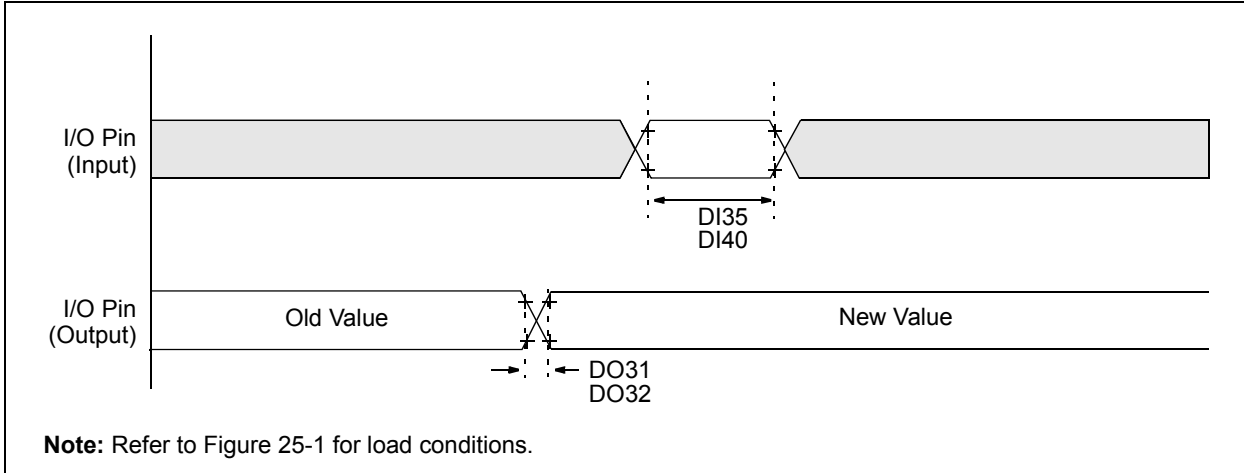 I/O Pin
(Input)
DI35
DI40
I/O Pin
(Output)
Old Value
New Value
DO31
DO32
Note: Refer to Figure 25-1 for load conditions.